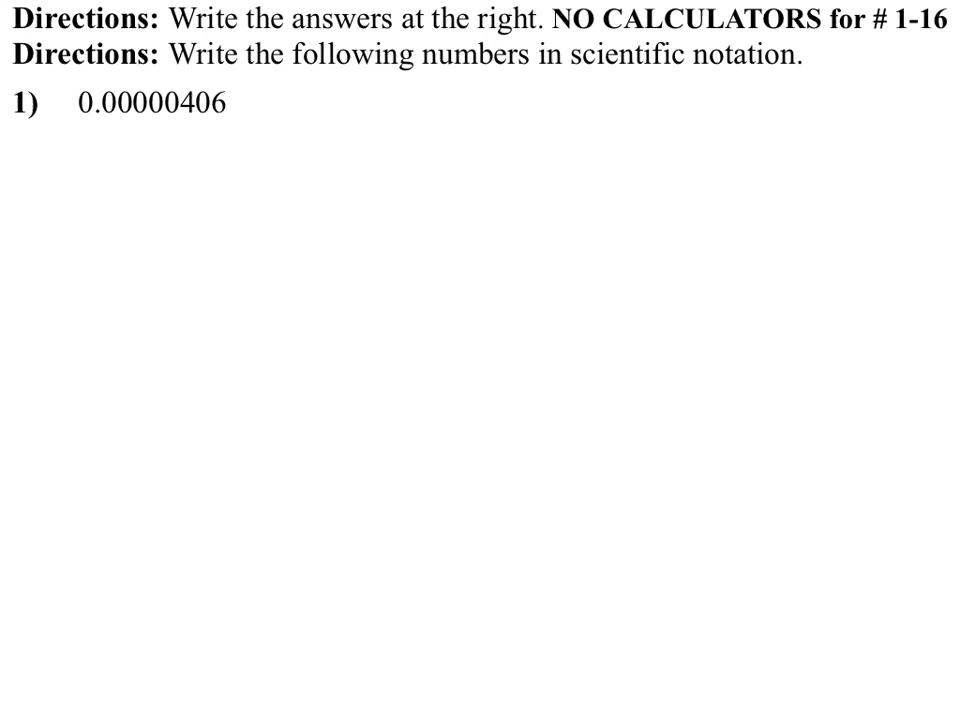 Directions: Write the answers at the right. NO CALCULATORS for # 1-16
Directions: Write the following numbers in scientific notation.
1) 0.00000406